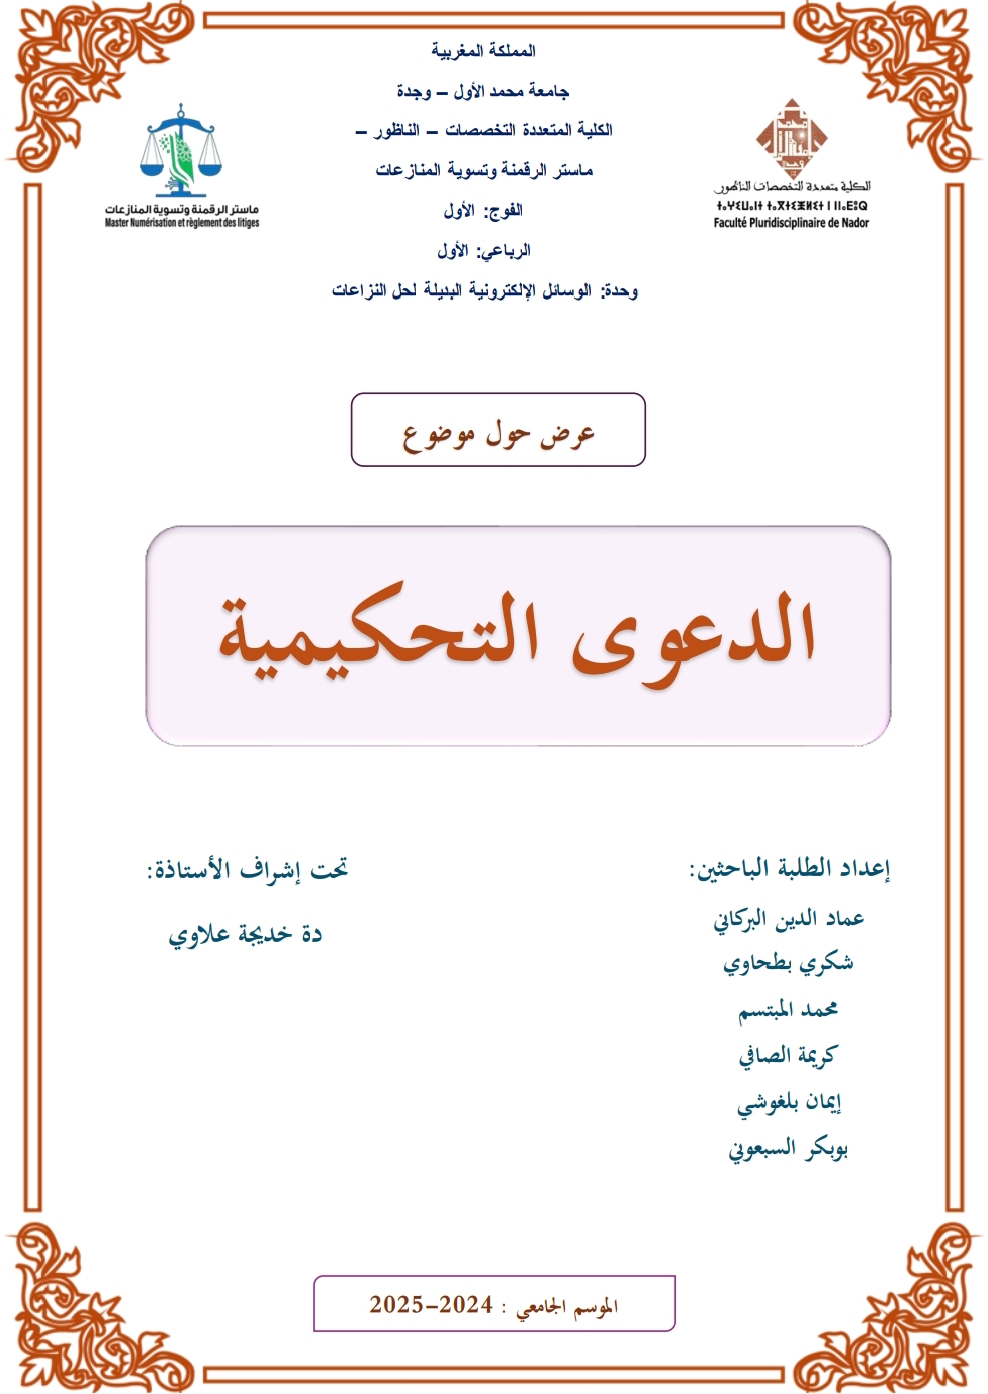 المملكة المغربية
جامعة محمد الأول – وجدة
الكلية المتعددة التخصصات – الناظور –
ماستر الرقمنة وتسوية المنازعات
الفوج: الأول
الرباعي: الأول
وحدة: الوسائل الإلكترونية البديلة لحل النزاعات
الكلية متعددة التخصصات الناظور
Faculté Pluridisciplinaire de Nador
ماستر الرقمنة وتسوية المنازعات
Master Numérisation et règlement des litiges
عرض حول موضوع
الدعوى التحكيمية
إعداد الطلبة الباحثين:
عماد الدين البركاني
شكري بطحاوي
محمد المبتسم
كريمة الصافي
إيمان بلغوشي
بوبكر السبعوني
تحت إشراف الأستاذة:
دة خديجة علاوي
الموسم الجامعي : 2024–2025